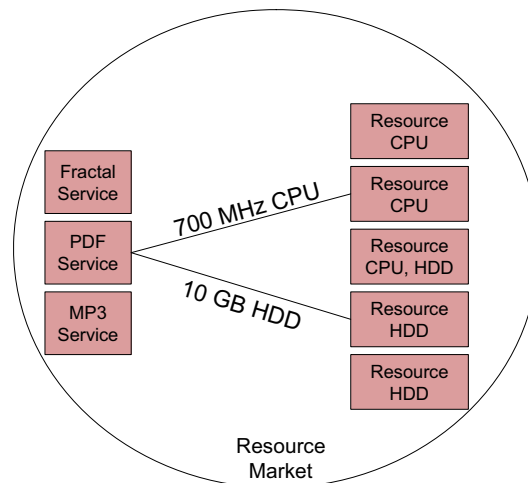 Fractal
Service
PDF
Service
MP3
Service
700 MHz CPU
10 GB HDD
Resource
CPU
Resource
CPU
Resource
CPU, HDD
Resource
HDD
Resource
HDD
Resource
Market